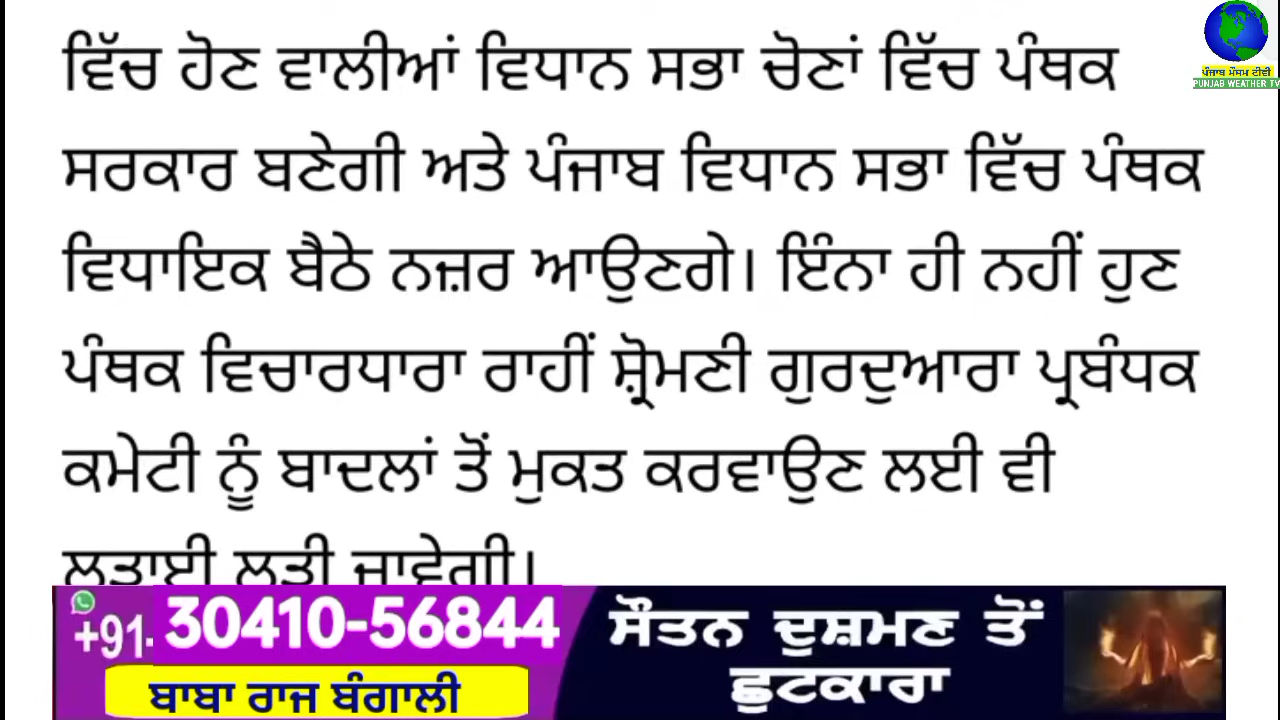 ਵਿੱਚ ਹੋਣ ਵਾਲੀਆਂ ਵਿਧਾਨ ਸਭਾ ਚੋਣਾਂ ਵਿੱਚ ਪੰਥਕ
ਸਰਕਾਰ ਬਣੇਗੀ ਅਤੇ ਪੰਜਾਬ ਵਿਧਾਨ ਸਭਾ ਵਿੱਚ ਪੰਥਕ
ਵਿਧਾਇਕ ਬੈਠੇ ਨਜ਼ਰ ਆਉਣਗੇ। ਇੰਨਾ ਹੀ ਨਹੀਂ ਹੁਣ
ਪੰਥਕ ਵਿਚਾਰਧਾਰਾ ਰਾਹੀਂ ਸ਼੍ਰੋਮਣੀ ਗੁਰਦੁਆਰਾ ਪ੍ਰਬੰਧਕ
ਕਮੇਟੀ ਨੂੰ ਬਾਦਲਾਂ ਤੋਂ ਮੁਕਤ ਕਰਵਾਉਣ ਲਈ ਵੀ
ਲੜਾਈ ਲੜੀ ਜਾਵੇਗੀ।
ਪੰਜਾਬ ਮੌਸਮ ਟੀਵੀ
PUNJAB WEATHER TV
+91. 30410-56844
ਬਾਬਾ ਰਾਜ ਬੰਗਾਲੀ
ਸੌਤਨ ਦੁਸ਼ਮਣ ਤੋਂ
ਛੁਟਕਾਰਾ